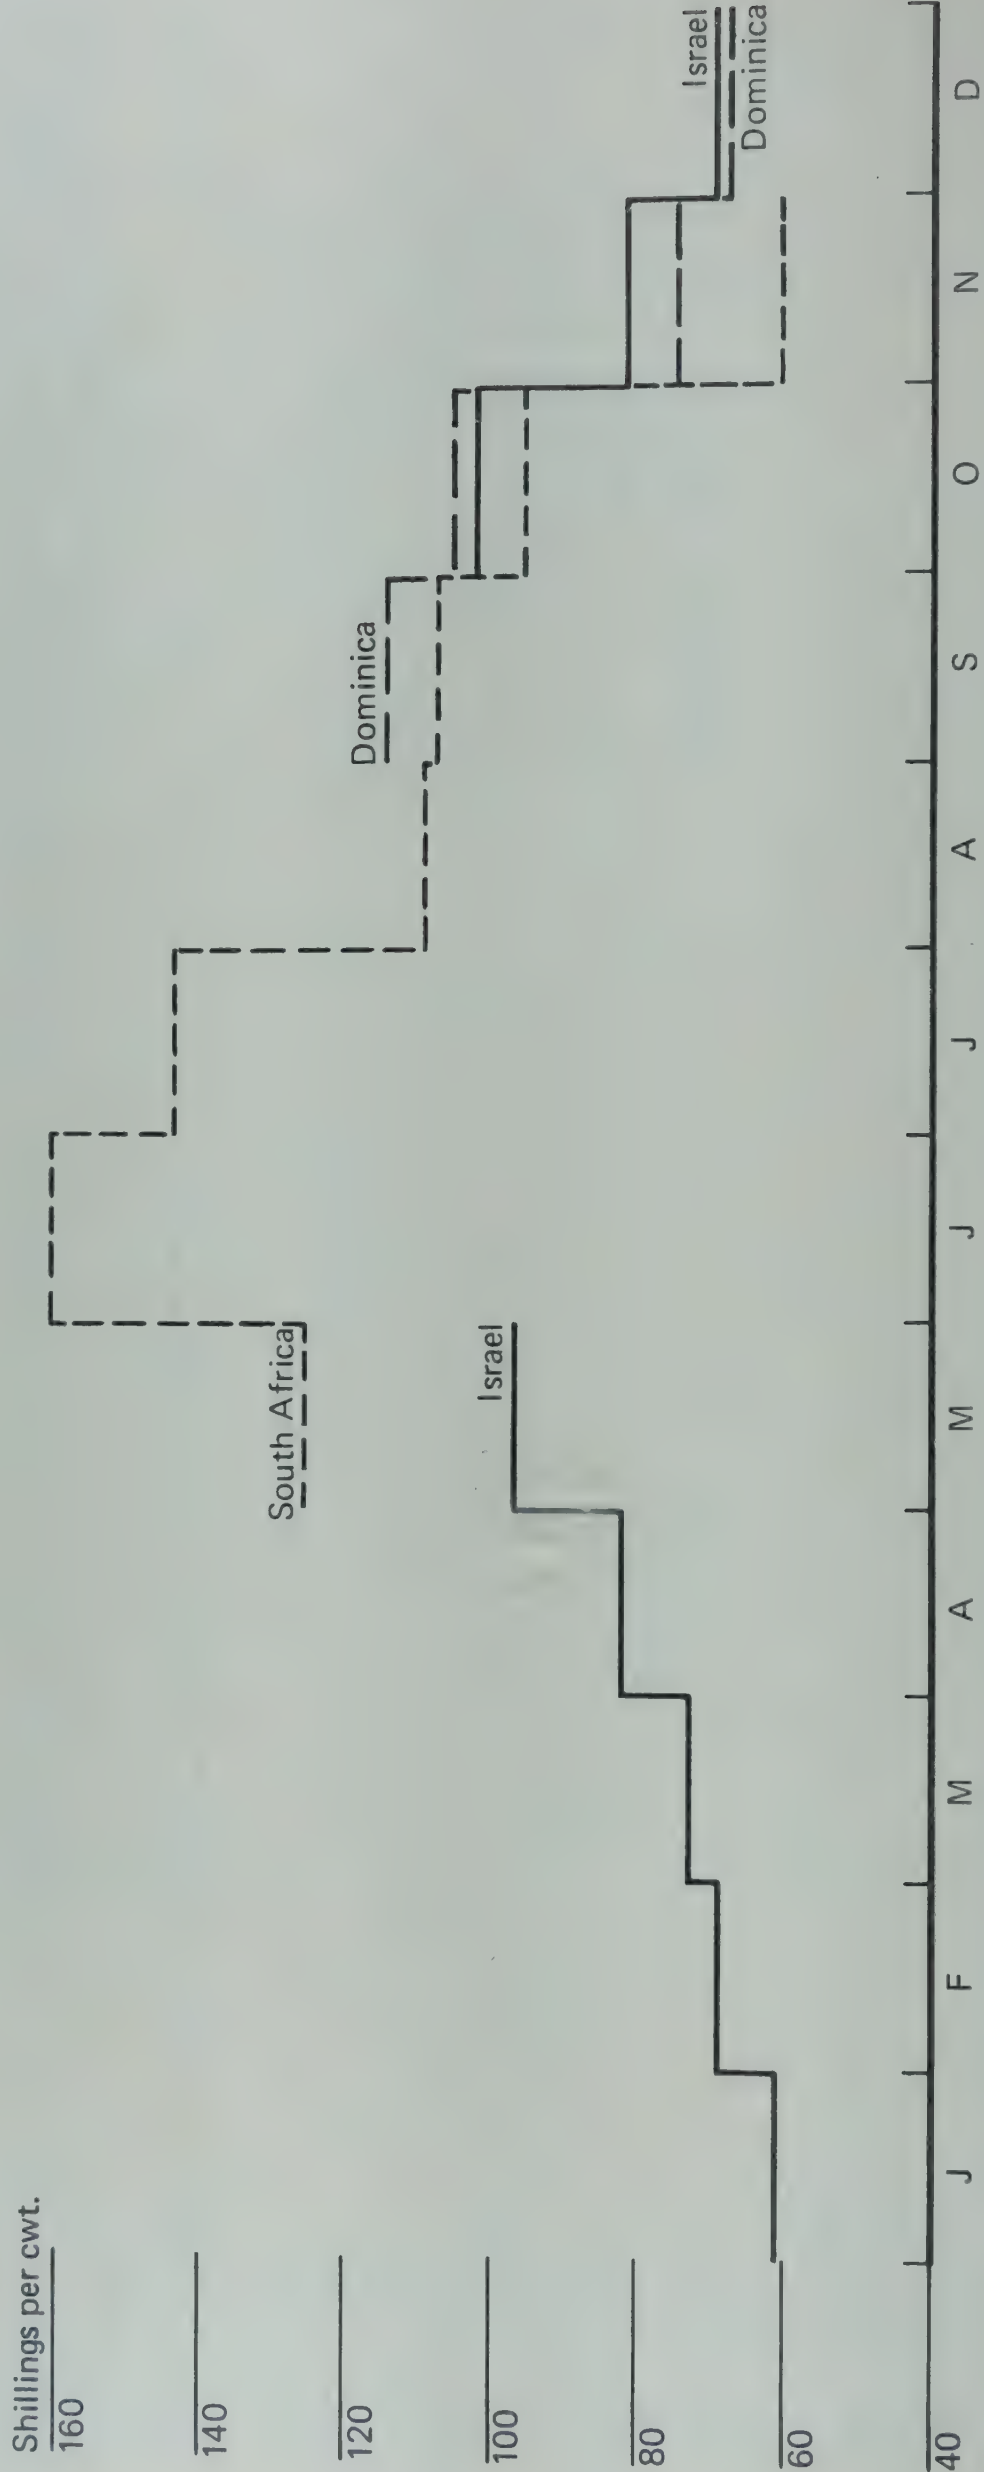 Shillings per cwt.
160
140
120
100
80
60
40
South Africa
Israel
Dominica
Israel
Dominica
J F M A M J J A S O N D